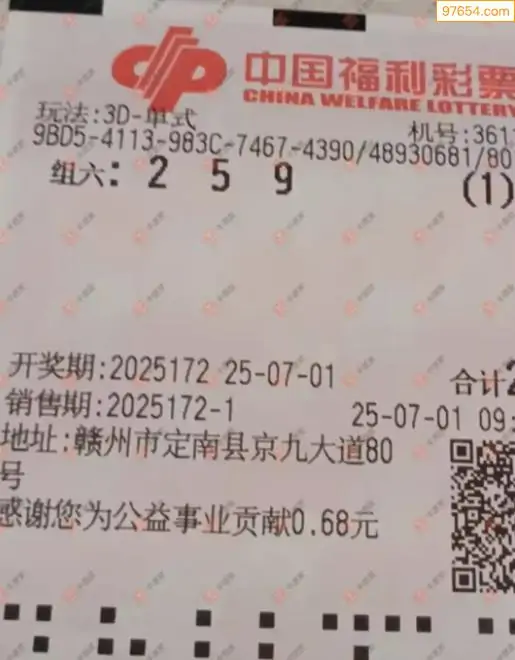 97654.com
中国福利彩票
CHINA WELFARE LOTTERY
玩法:3D-单式
机号:361
9BD5-4113-983C-7467-4390/48930681/80
组六: 2 5 9 (1)
开奖期:2025172 25-07-01
合计2
销售期:2025172-1 25-07-01 09:
地址:赣州市定南县京九大道80
号
感谢您为公益事业贡献0.68元